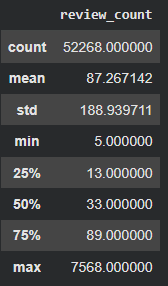 review_count
count 52268.000000
mean 87.267142
std 188.939711
min 5.000000
25% 13.000000
50% 33.000000
75% 89.000000
max 7568.000000